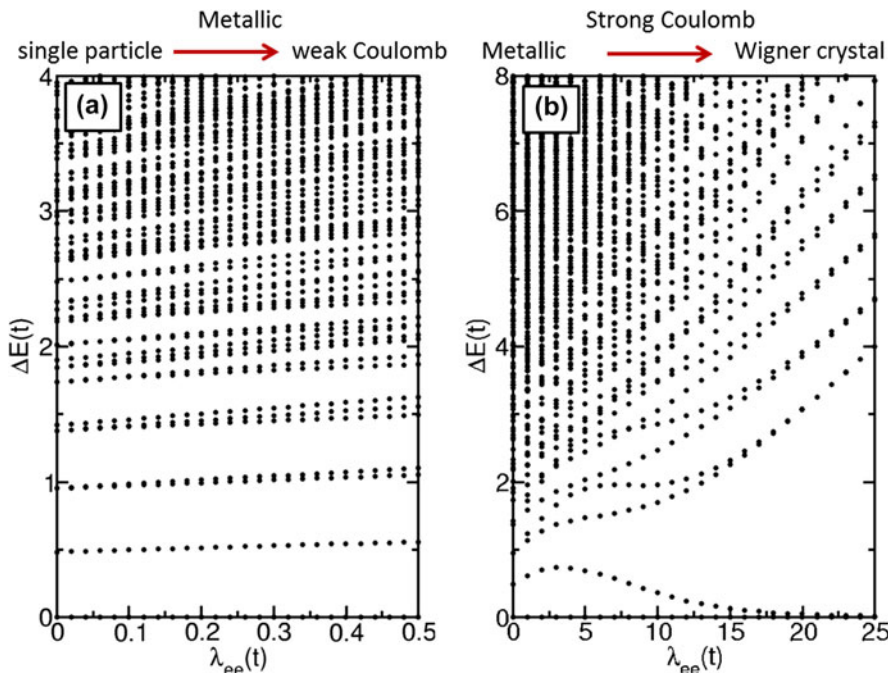 Metallic
single particle
weak Coulomb
Strong Coulomb
Metallic
Wigner crystal
(a)
4
3
2
1
0
ΔE(t)
0
0.1
0.2
0.3
0.4
0.5
λee(t)
(b)
8
6
4
2
0
ΔE(t)
0
5
10
15
20
25
λee(t)